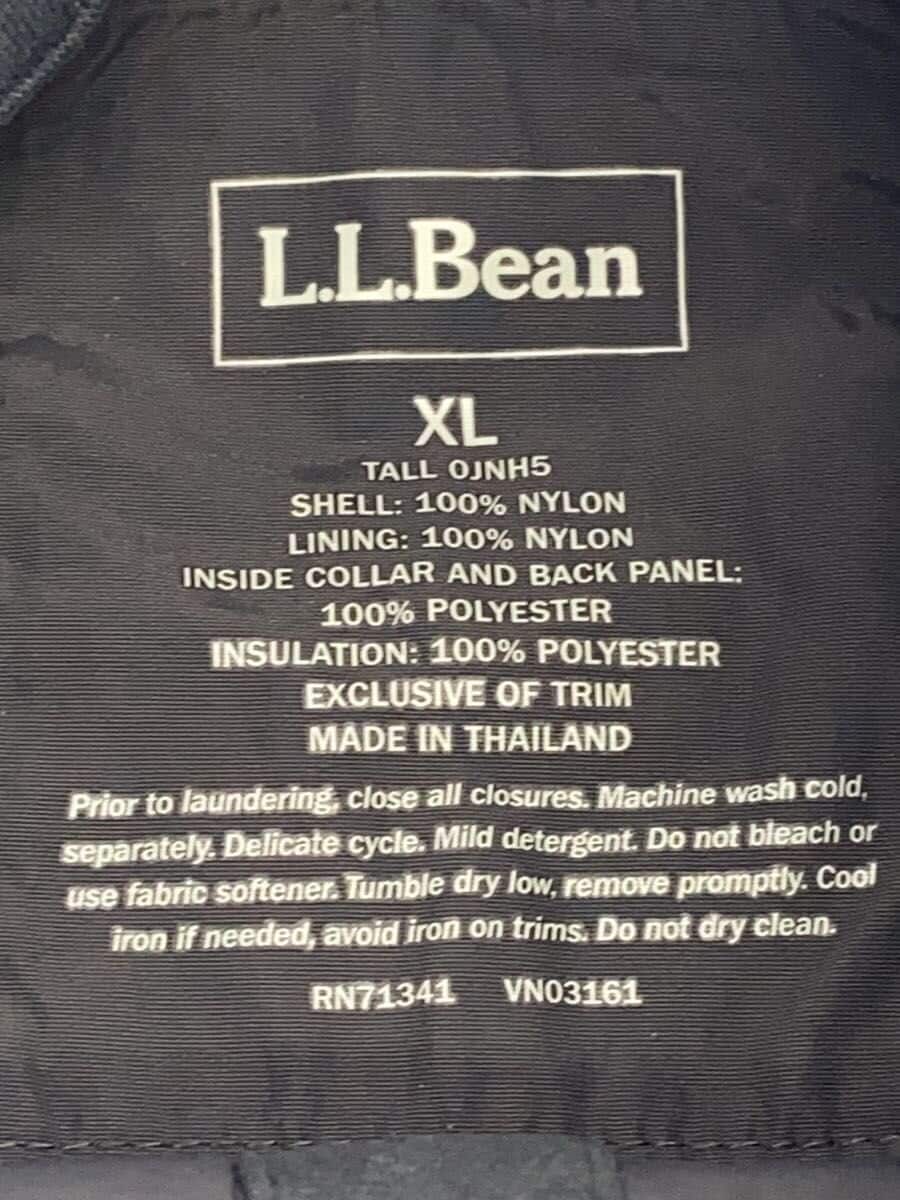 L.L.Bean
XL
TALL 0JNH5
SHELL: 100% NYLON
LINING: 100% NYLON
INSIDE COLLAR AND BACK PANEL:
100% POLYESTER
INSULATION: 100% POLYESTER
EXCLUSIVE OF TRIM
MADE IN THAILAND
Prior to laundering, close all closures. Machine wash cold,
separately. Delicate cycle. Mild detergent. Do not bleach or
use fabric softener. Tumble dry low, remove promptly. Cool
iron if needed, avoid iron on trims. Do not dry clean.
RN71341 VN03161